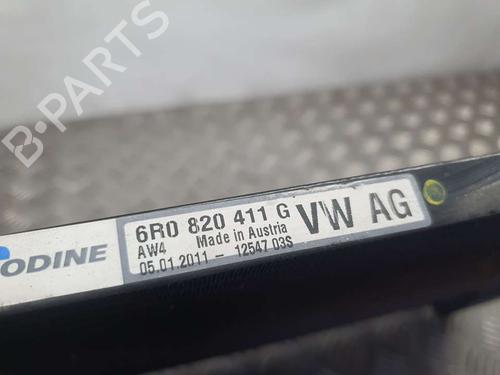 B-PARTS
ODINE
6R0 820 411 G
AW4 Made in Austria
05.01.2011 - 12547 03S
VW AG